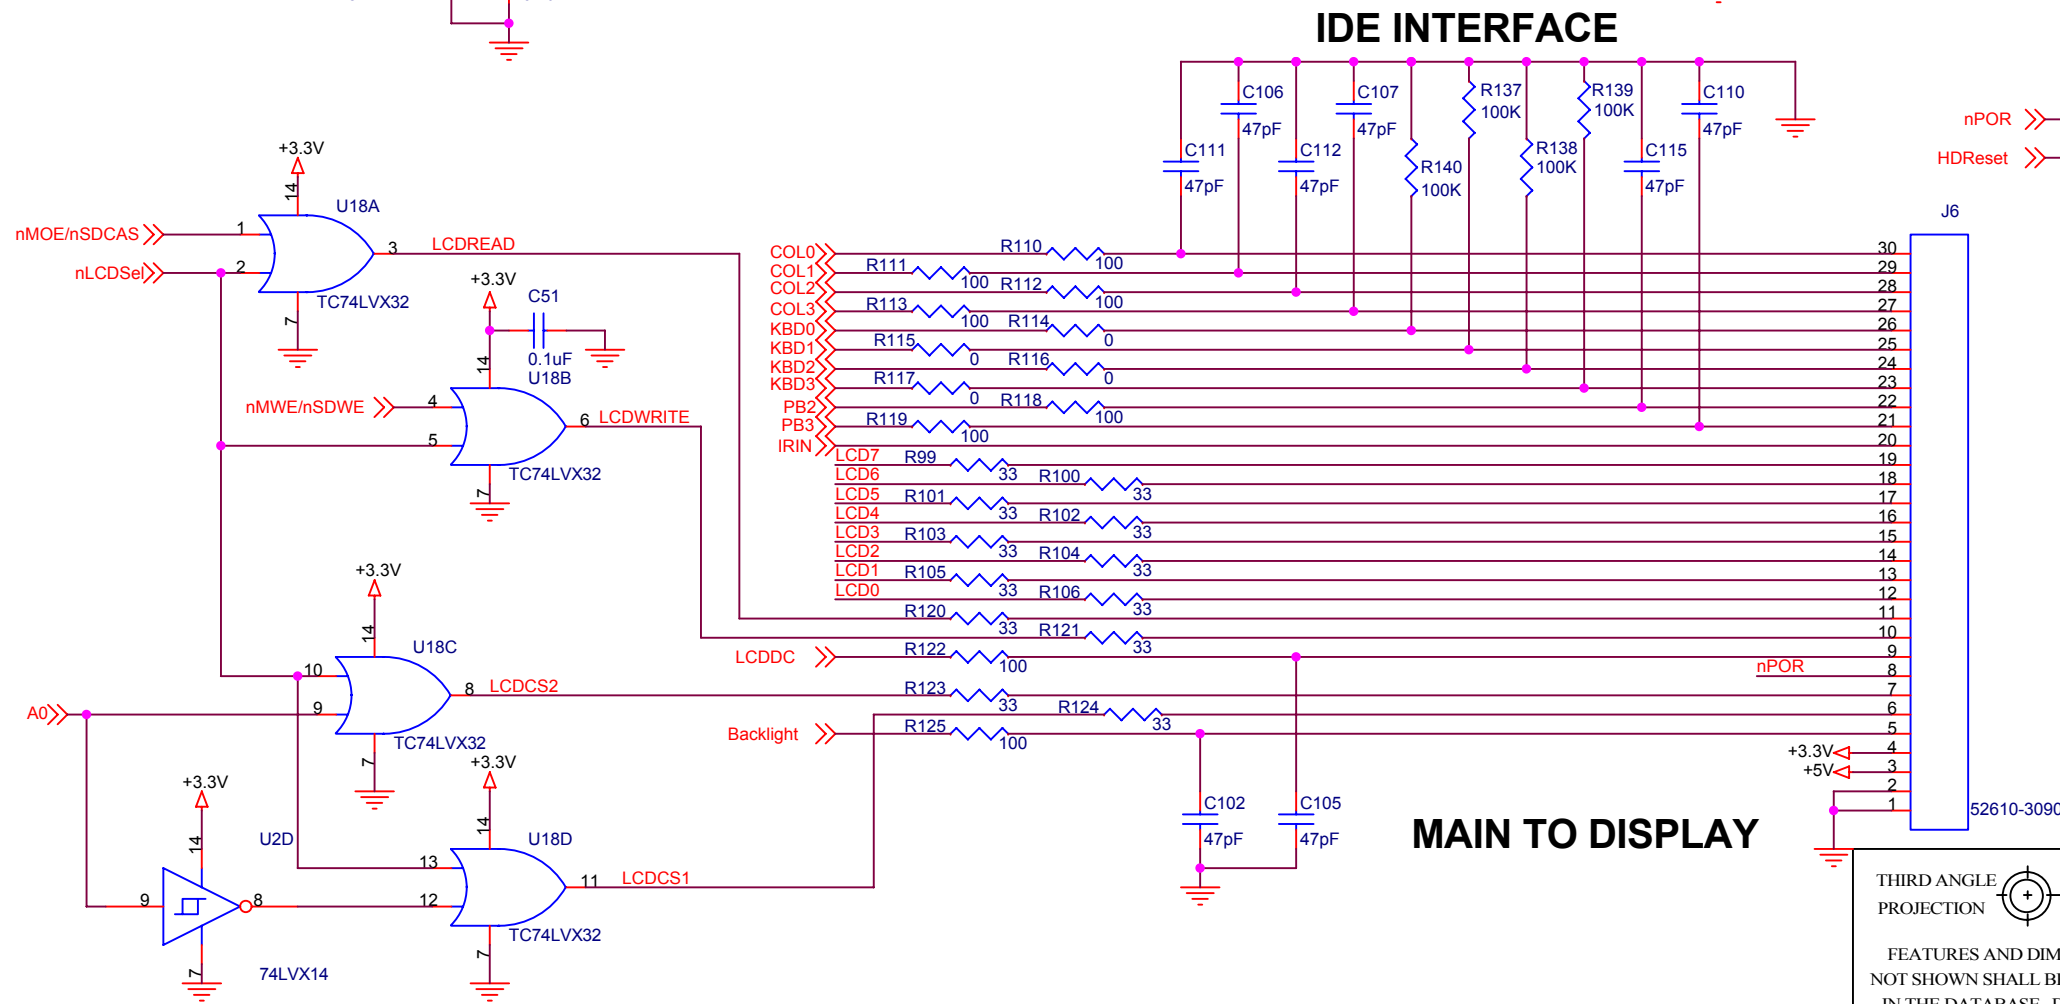 IDE INTERFACE
C106
47pF
C107
47pF
R137
100K
R139
100K
C110
47pF
nPOR
HDReset
C111
47pF
C112
47pF
R140
100K
R138
100K
C115
47pF
+3.3V
14
U18A
nMOE/nSDCAS
1
3
LCDREAD
nLCDSel
2
TC74LVX32
7
+3.3V
C51
0.1uF
14
U18B
nMWE/nSDWE
4
6
LCDWRITE
5
TC74LVX32
7
+3.3V
14
U18C
10
8
LCDCS2
A0
9
TC74LVX32
7
+3.3V
14
U2D
9
8
7
74LVX14
+3.3V
14
U18D
13
11
LCDCS1
12
TC74LVX32
7
J6
COL0
R110
100
30
COL1
R111
100
29
COL2
R112
100
28
COL3
R113
100
27
KBD0
R114
0
26
KBD1
R115
0
25
KBD2
R116
0
24
KBD3
R117
0
23
PB2
R118
100
22
PB3
R119
100
21
IRIN
20
LCD7
R99
33
19
LCD6
R100
33
18
LCD5
R101
33
17
LCD4
R102
33
16
LCD3
R103
33
15
LCD2
R104
33
14
LCD1
R105
33
13
LCD0
R106
33
12
R120
33
11
R121
33
10
LCDDC
R122
100
9
nPOR
8
R123
33
7
R124
33
6
Backlight
R125
100
5
+3.3V
4
+5V
3
2
1
52610-3090
C102
47pF
C105
47pF
MAIN TO DISPLAY
THIRD ANGLE
PROJECTION
FEATURES AND DIM
NOT SHOWN SHALL BE
IN THE DATABASE